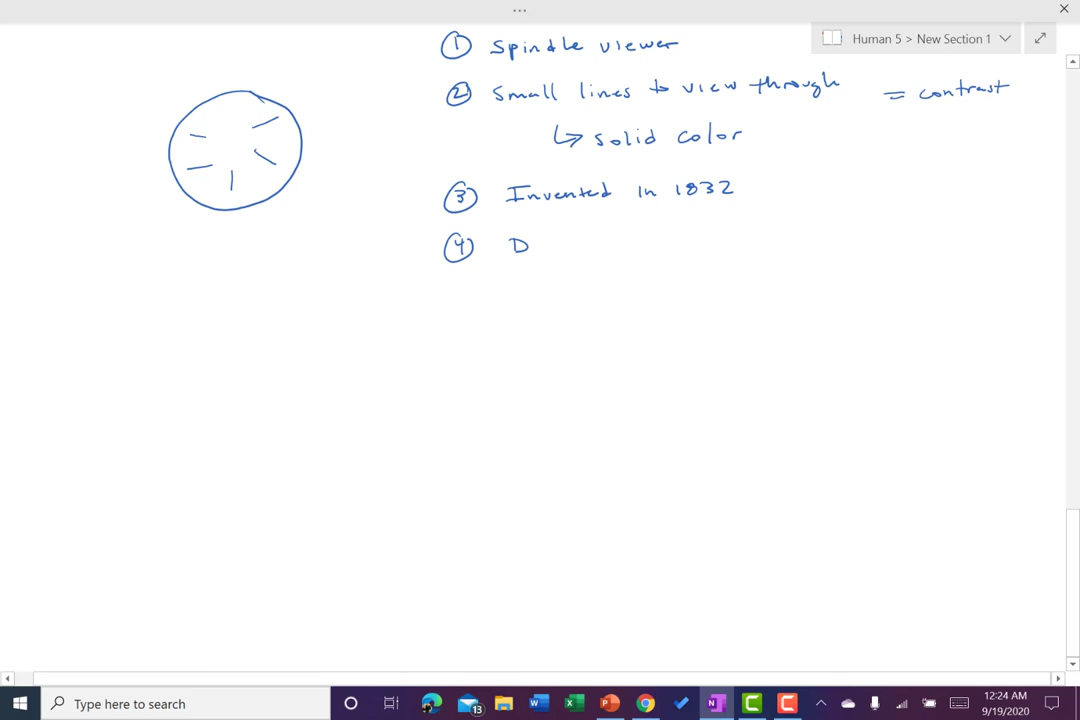 ...
Human 5 > New Section 1
① Spindle viewer
② Small lines to view through = contrast
↳ solid color
③ Invented in 1832
④ D
Type here to search
13
12:24 AM
9/19/2020